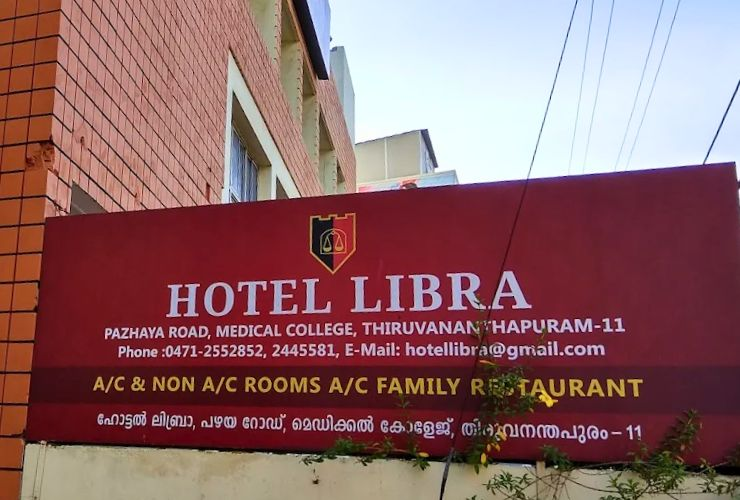 HOTEL LIBRA
PAZHAYA ROAD, MEDICAL COLLEGE, THIRUVANANTHAPURAM-11
Phone :0471-2552852, 2445581, E-Mail: hotellibra@gmail.com
A/C & NON A/C ROOMS A/C FAMILY RESTAURANT
ഹോട്ടൽ ലിബ്രാ, പഴയ റോഡ്, മെഡിക്കൽ കോളേജ്, തിരുവനന്തപുരം – 11